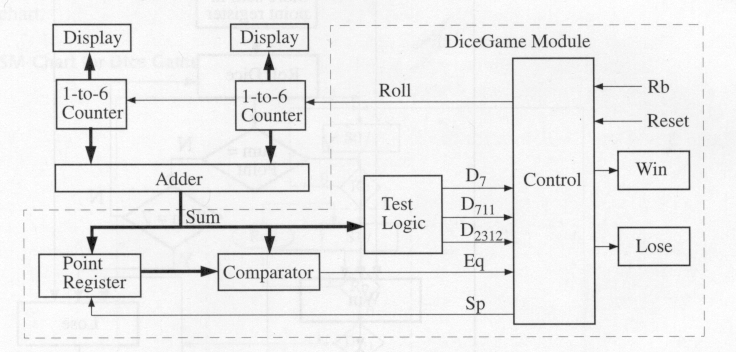 Display
Display
DiceGame Module
1-to-6
Counter
1-to-6
Counter
Roll
Rb
Reset
Adder
Control
Win
Sum
Test
Logic
D7
D711
D2312
Lose
Point
Register
Comparator
Eq
Sp